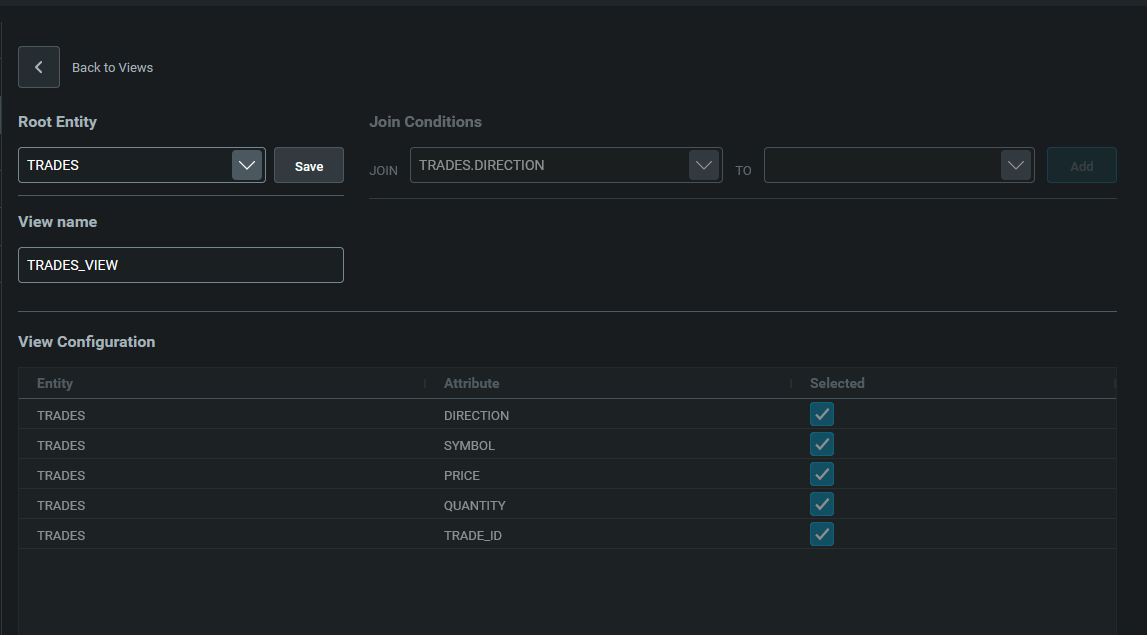 Back to Views
Root Entity
Join Conditions
TRADES
Save
JOIN
TRADES.DIRECTION
TO
Add
View name
TRADES_VIEW
View Configuration
Entity Attribute Selected
TRADES DIRECTION
TRADES SYMBOL
TRADES PRICE
TRADES QUANTITY
TRADES TRADE_ID